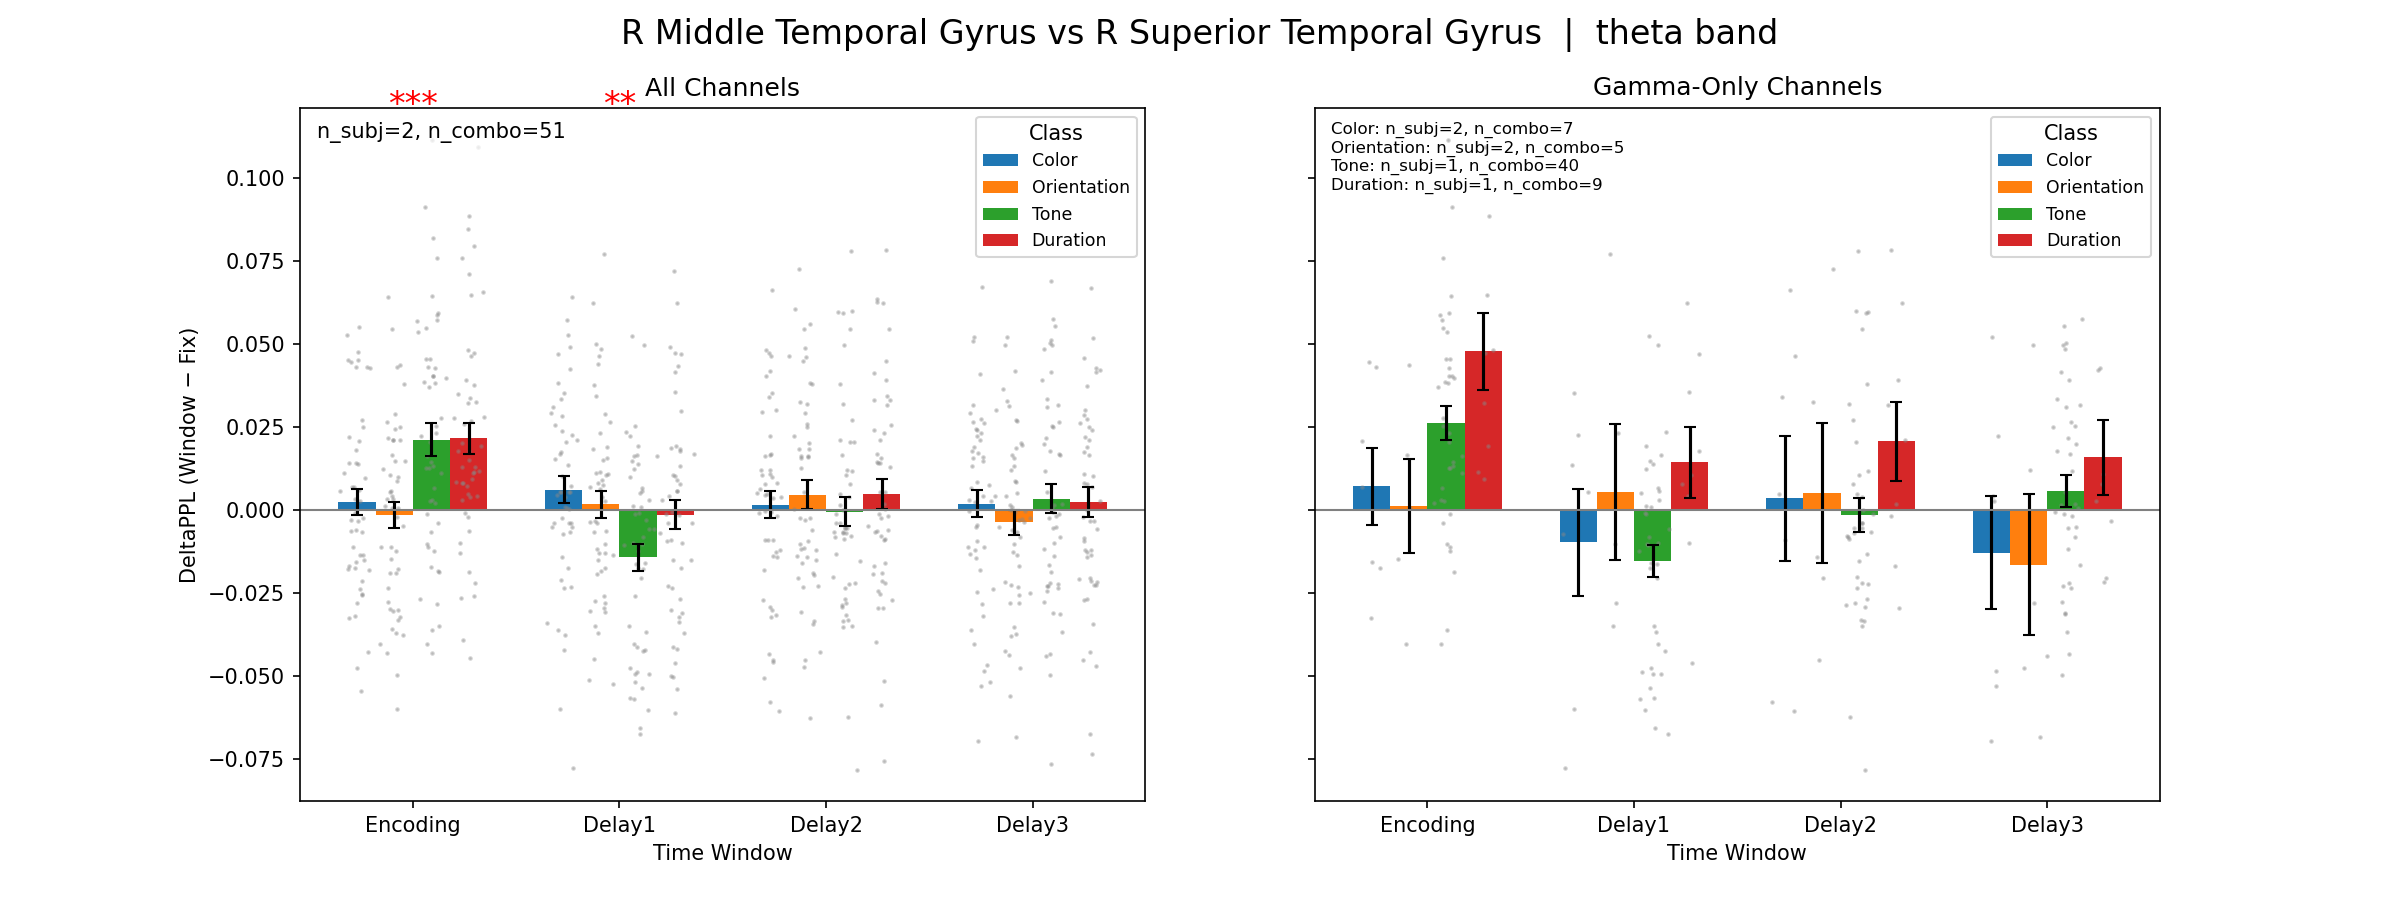 R Middle Temporal Gyrus vs R Superior Temporal Gyrus | theta band
All Channels
*** **
n_subj=2, n_combo=51
Class
Color
Orientation
Tone
Duration
0.100
0.075
0.050
0.025
0.000
−0.025
−0.050
−0.075
DeltaPPL (Window − Fix)
Encoding Delay1 Delay2 Delay3
Time Window
Gamma-Only Channels
Color: n_subj=2, n_combo=7
Orientation: n_subj=2, n_combo=5
Tone: n_subj=1, n_combo=40
Duration: n_subj=1, n_combo=9
Class
Color
Orientation
Tone
Duration
Encoding Delay1 Delay2 Delay3
Time Window